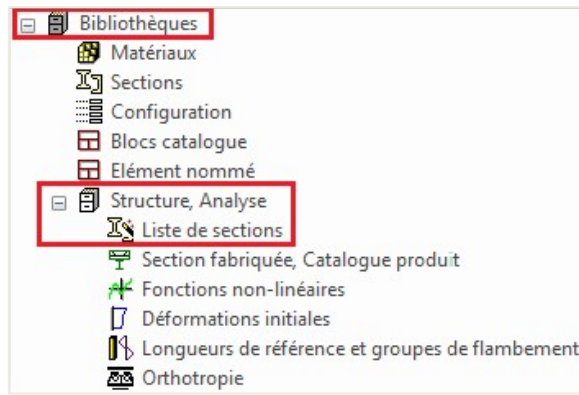 Bibliothèques
Matériaux
Sections
Configuration
Blocs catalogue
Elément nommé
Structure, Analyse
Liste de sections
Section fabriquée, Catalogue produit
Fonctions non-linéaires
Déformations initiales
Longueurs de référence et groupes de flambement
Orthotropie